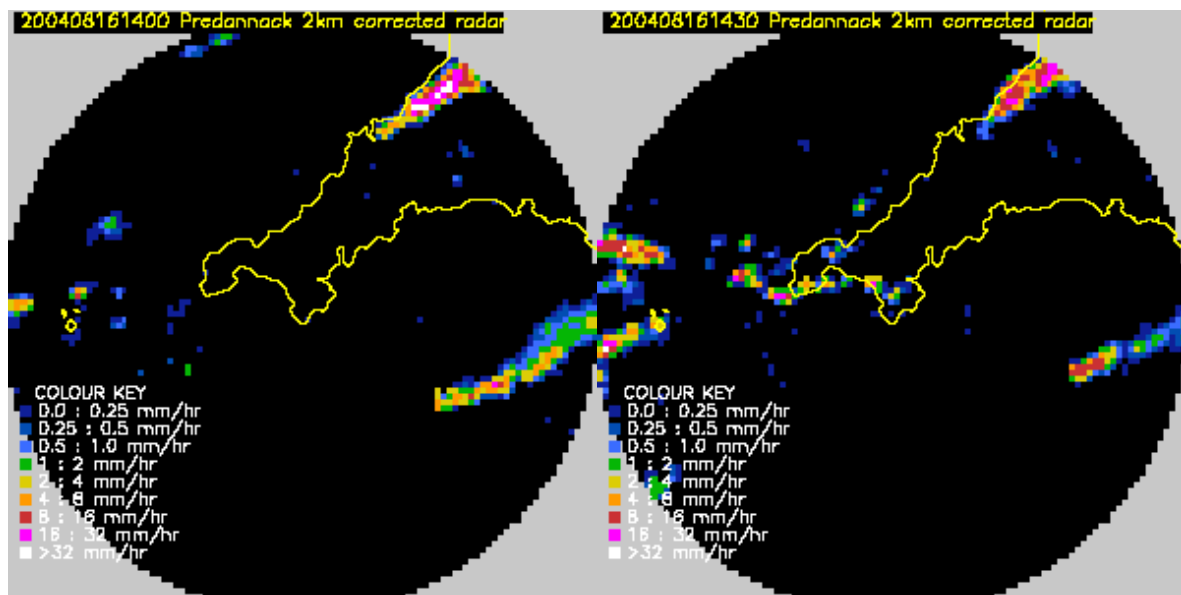 200408161400 Predannack 2km corrected radar
200408161430 Predannack 2km corrected radar
COLOUR KEY
0.0 : 0.25 mm/hr
0.25 : 0.5 mm/hr
0.5 : 1.0 mm/hr
1 : 2 mm/hr
2 : 4 mm/hr
4 : 8 mm/hr
8 : 16 mm/hr
16 : 32 mm/hr
>32 mm/hr
COLOUR KEY
0.0 : 0.25 mm/hr
0.25 : 0.5 mm/hr
0.5 : 1.0 mm/hr
1 : 2 mm/hr
2 : 4 mm/hr
4 : 8 mm/hr
8 : 16 mm/hr
16 : 32 mm/hr
>32 mm/hr